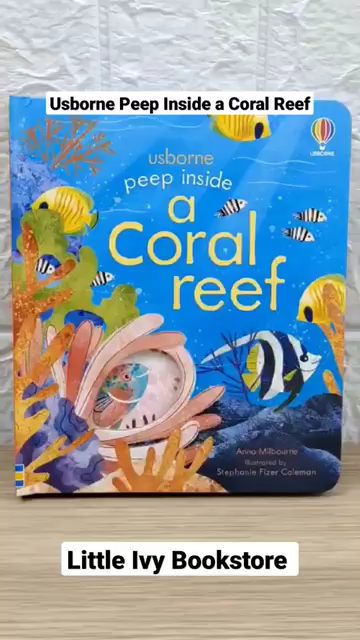 Usborne Peep Inside a Coral Reef
USBORNE
usborne
peep inside
a
Coral
reef
Anna Milbourne
Illustrated by
Stephanie Fizer Coleman
Little Ivy Bookstore